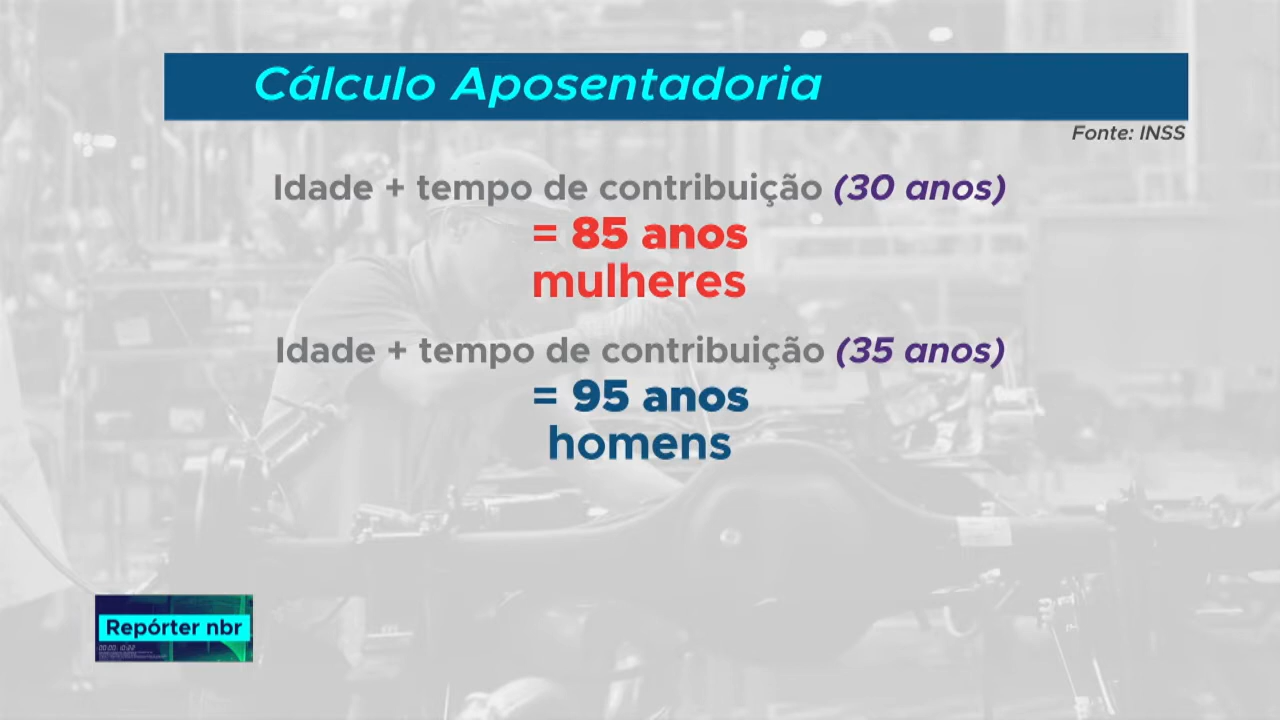 Cálculo Aposentadoria
Fonte: INSS
Idade + tempo de contribuição (30 anos)
= 85 anos
mulheres
Idade + tempo de contribuição (35 anos)
= 95 anos
homens
Repórter nbr